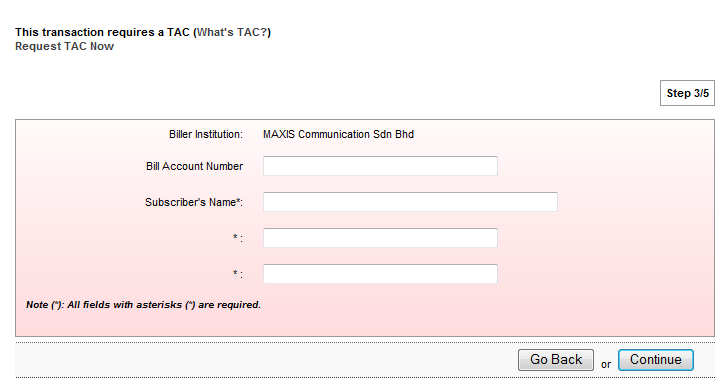 This transaction requires a TAC (What's TAC?)
Request TAC Now
Step 3/5
Biller Institution: MAXIS Communication Sdn Bhd
Bill Account Number
Subscriber's Name*:
* :
* :
Note (*): All fields with asterisks (*) are required.
Go Back or Continue